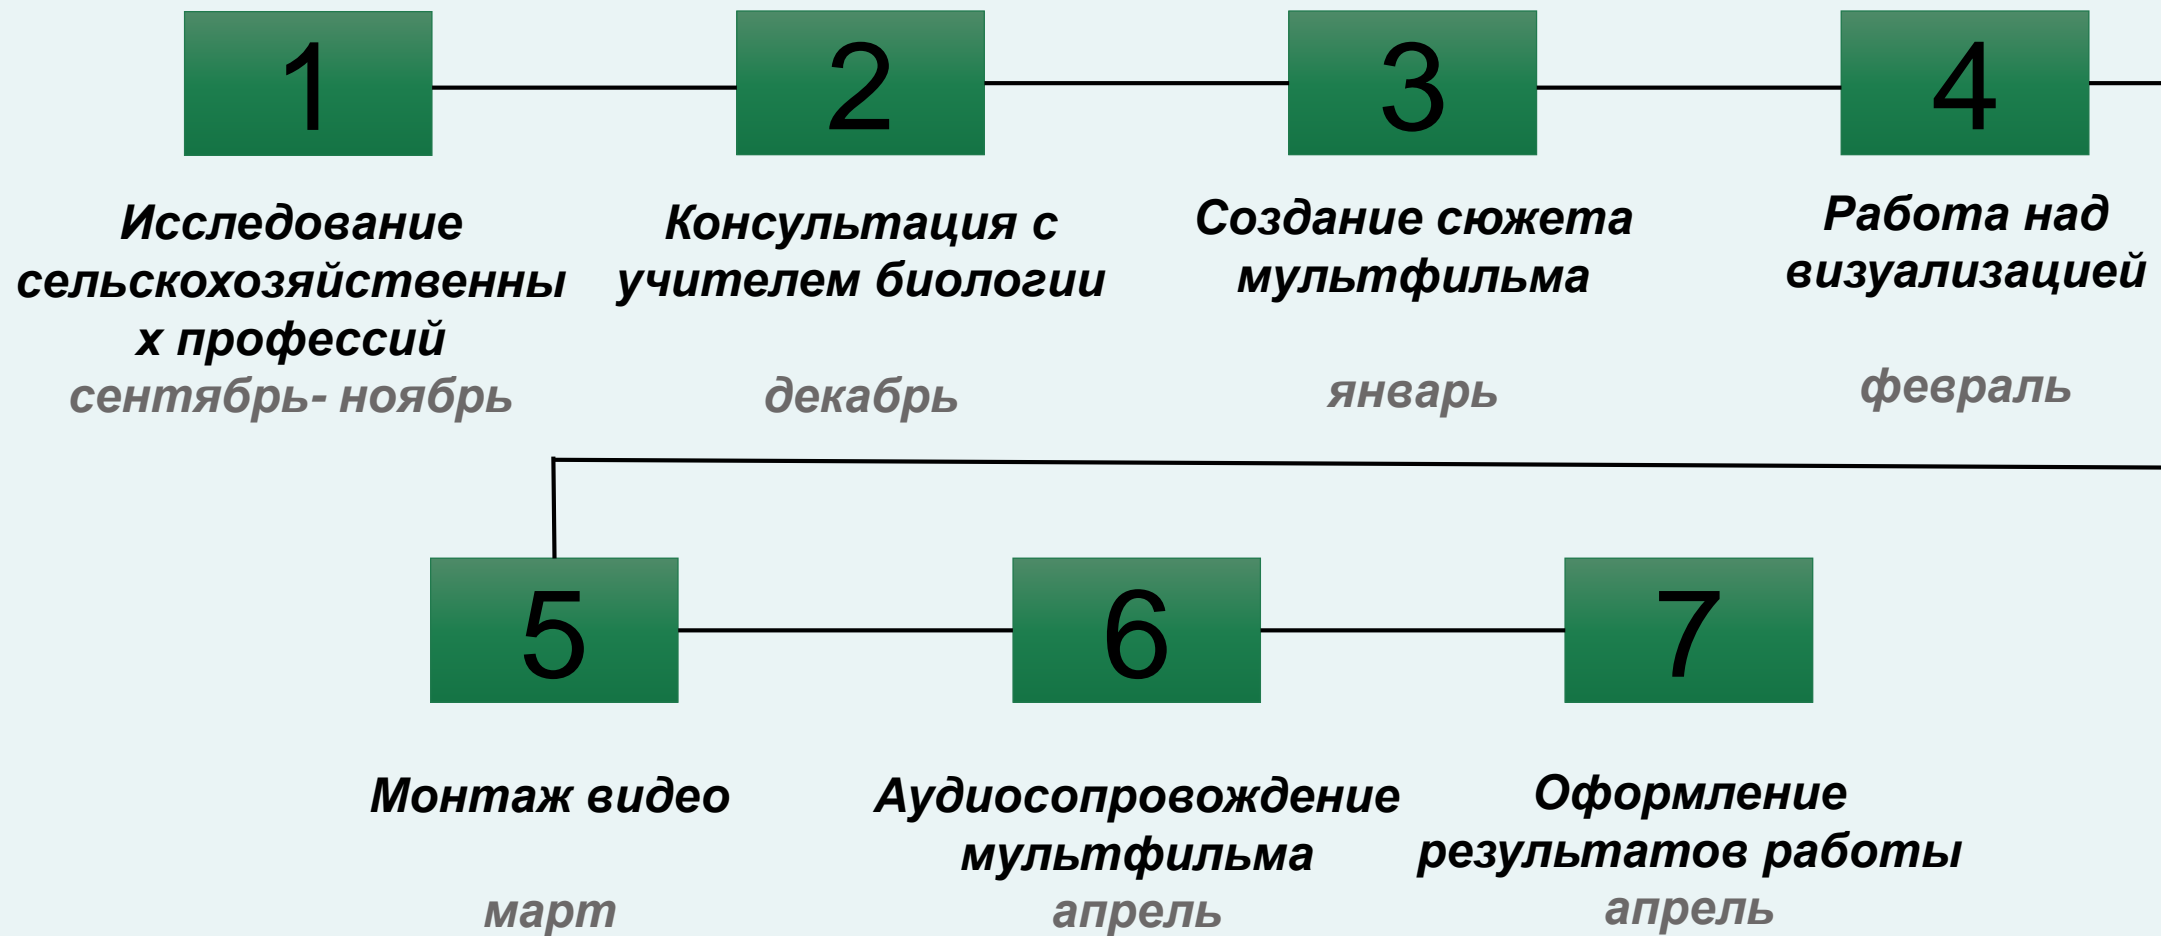 1
2
3
4
Исследование
сельскохозяйственны
х профессий
сентябрь- ноябрь
Консультация с
учителем биологии
декабрь
Создание сюжета
мультфильма
январь
Работа над
визуализацией
февраль
5
6
7
Монтаж видео
март
Аудиосопровождение
мультфильма
апрель
Оформление
результатов работы
апрель